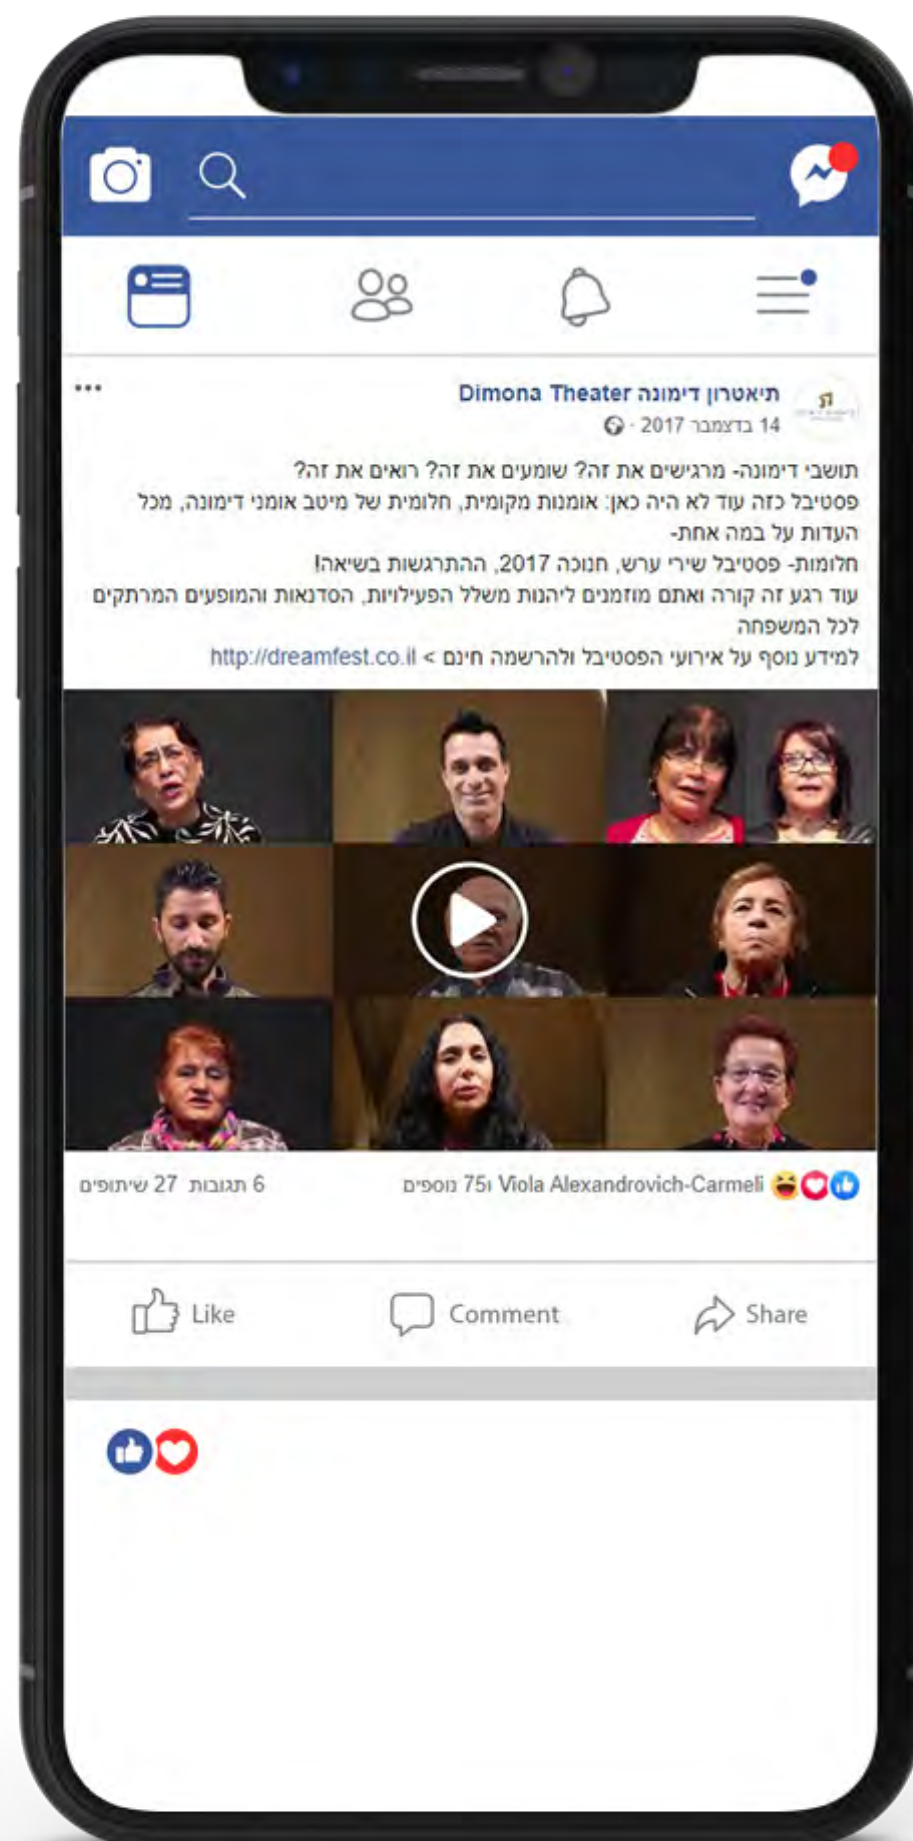 תיאטרון דימונה Dimona Theater
14 בדצמבר 2017
תושבי דימונה- מרגישים את זה? שומעים את זה? רואים את זה?
פסטיבל כזה עוד לא היה כאן: אומנות מקומית, חלומית של מיטב אומני דימונה, מכל
העדות על במה אחת-
חלומות- פסטיבל שירי ערש, חנוכה 2017, ההתרגשות בשיאה!
עוד רגע זה קורה ואתם מוזמנים ליהנות משלל הפעילויות, הסדנאות והמופעים המרתקים
לכל המשפחה
למידע נוסף על אירועי הפסטיבל ולהרשמה חינם > http://dreamfest.co.il
Viola Alexandrovich-Carmeli ו75 נוספים
6 תגובות 27 שיתופים
Like
Comment
Share